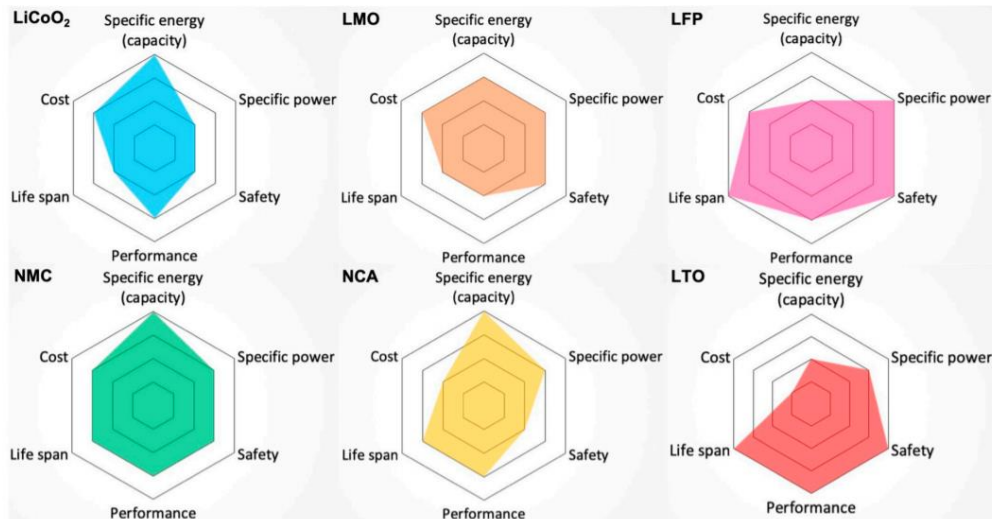 LiCoO₂
Specific energy
(capacity)
Cost
Specific power
Life span
Safety
Performance
LMO
Specific energy
(capacity)
Cost
Specific power
Life span
Safety
Performance
LFP
Specific energy
(capacity)
Cost
Specific power
Life span
Safety
Performance
NMC
Specific energy
(capacity)
Cost
Specific power
Life span
Safety
Performance
NCA
Specific energy
(capacity)
Cost
Specific power
Life span
Safety
Performance
LTO
Specific energy
(capacity)
Cost
Specific power
Life span
Safety
Performance